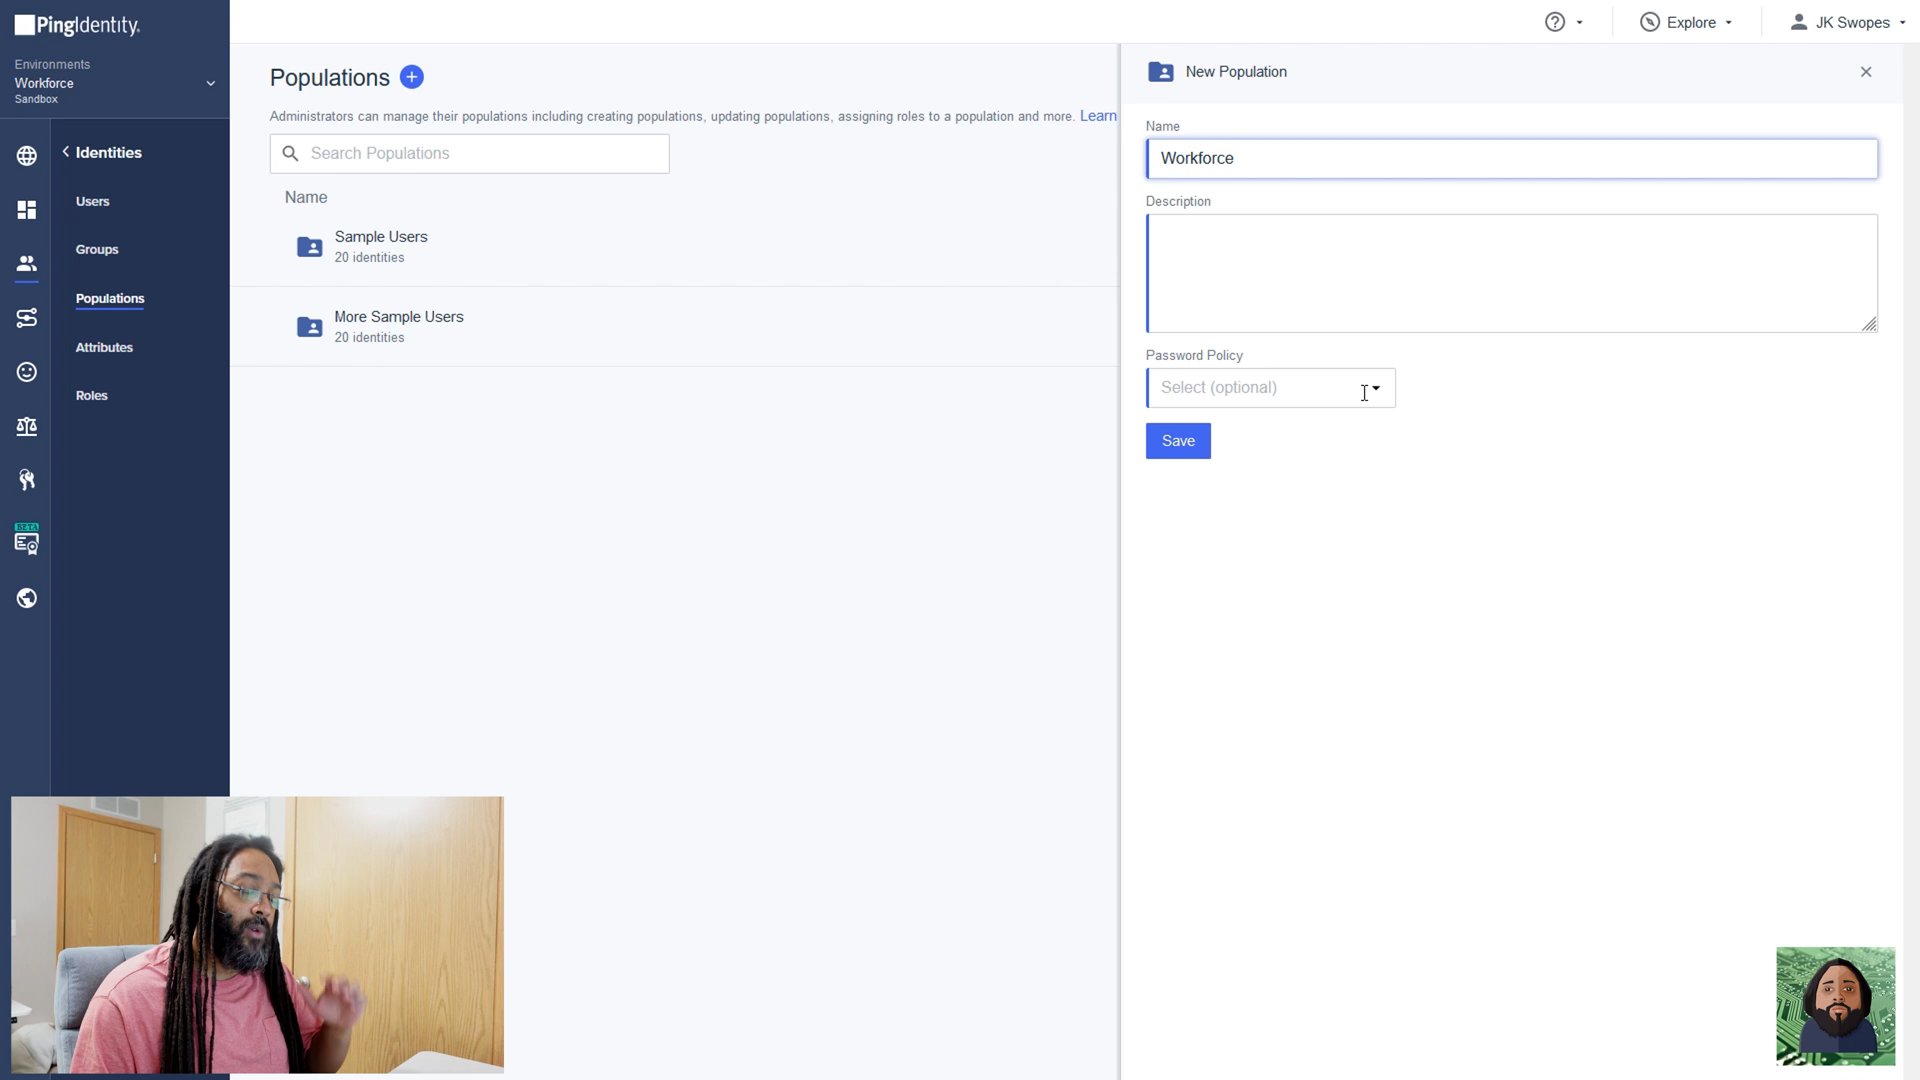 PingIdentity.
Environments
Workforce
Sandbox
Identities
Users
Groups
Populations
Attributes
Roles
BETA
Explore
JK Swopes
Populations
Administrators can manage their populations including creating populations, updating populations, assigning roles to a population and more. Learn
Search Populations
Name
Sample Users
20 identities
More Sample Users
20 identities
New Population
Name
Workforce
Description
Password Policy
Select (optional)
Save